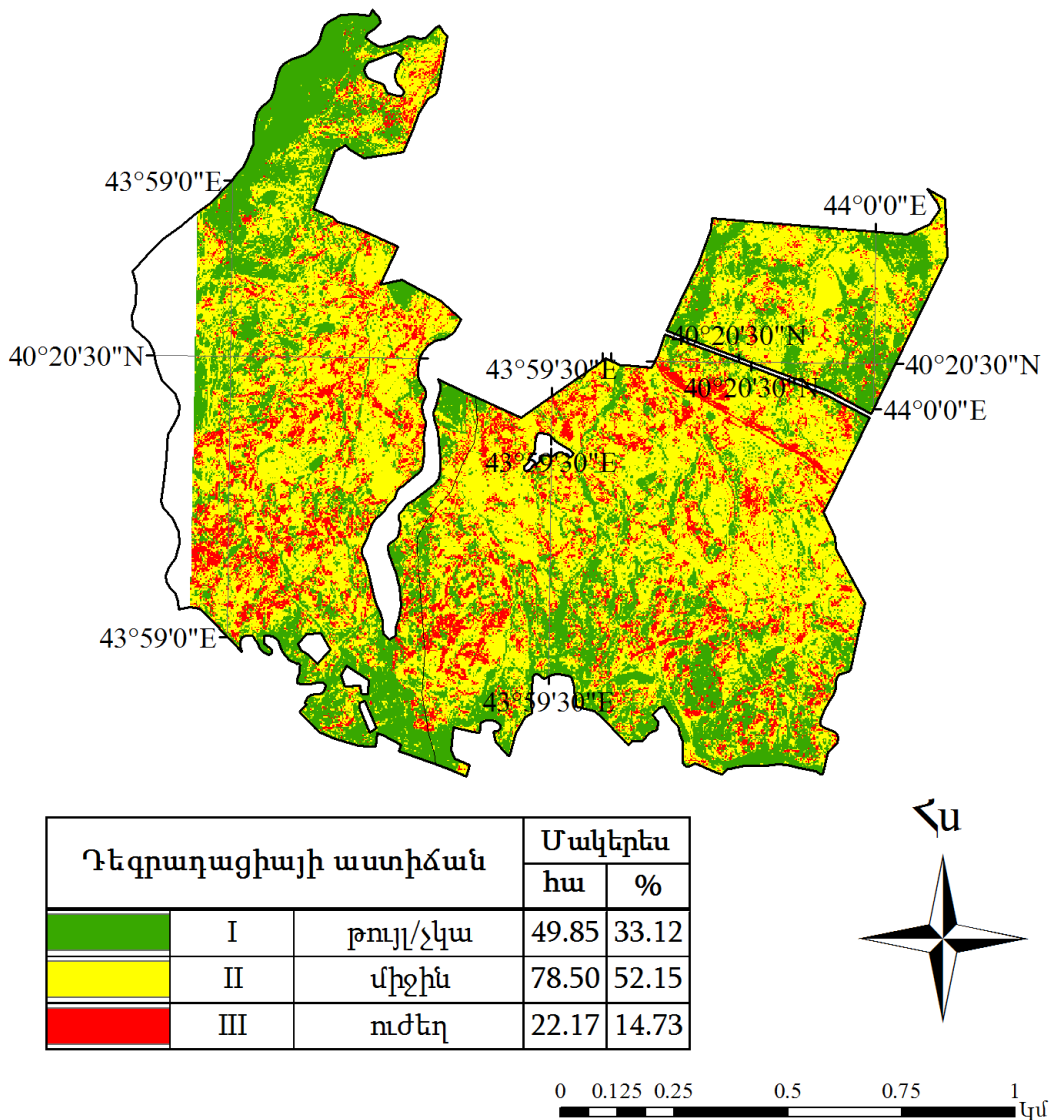 43°59'0"E
44°0'0"E
40°20'30"N
40°20'30"N
43°59'30"E
40°20'30"N
40°20'30"N
44°0'0"E
43°59'30"E
43°59'0"E
43°59'30"E
Հս
Դեգրադացիայի աստիճան
Մակերես
հա %
I թույլ/չկա 49.85 33.12
II միջին 78.50 52.15
III ուժեղ 22.17 14.73
0 0.125 0.25 0.5 0.75 1
Կմ